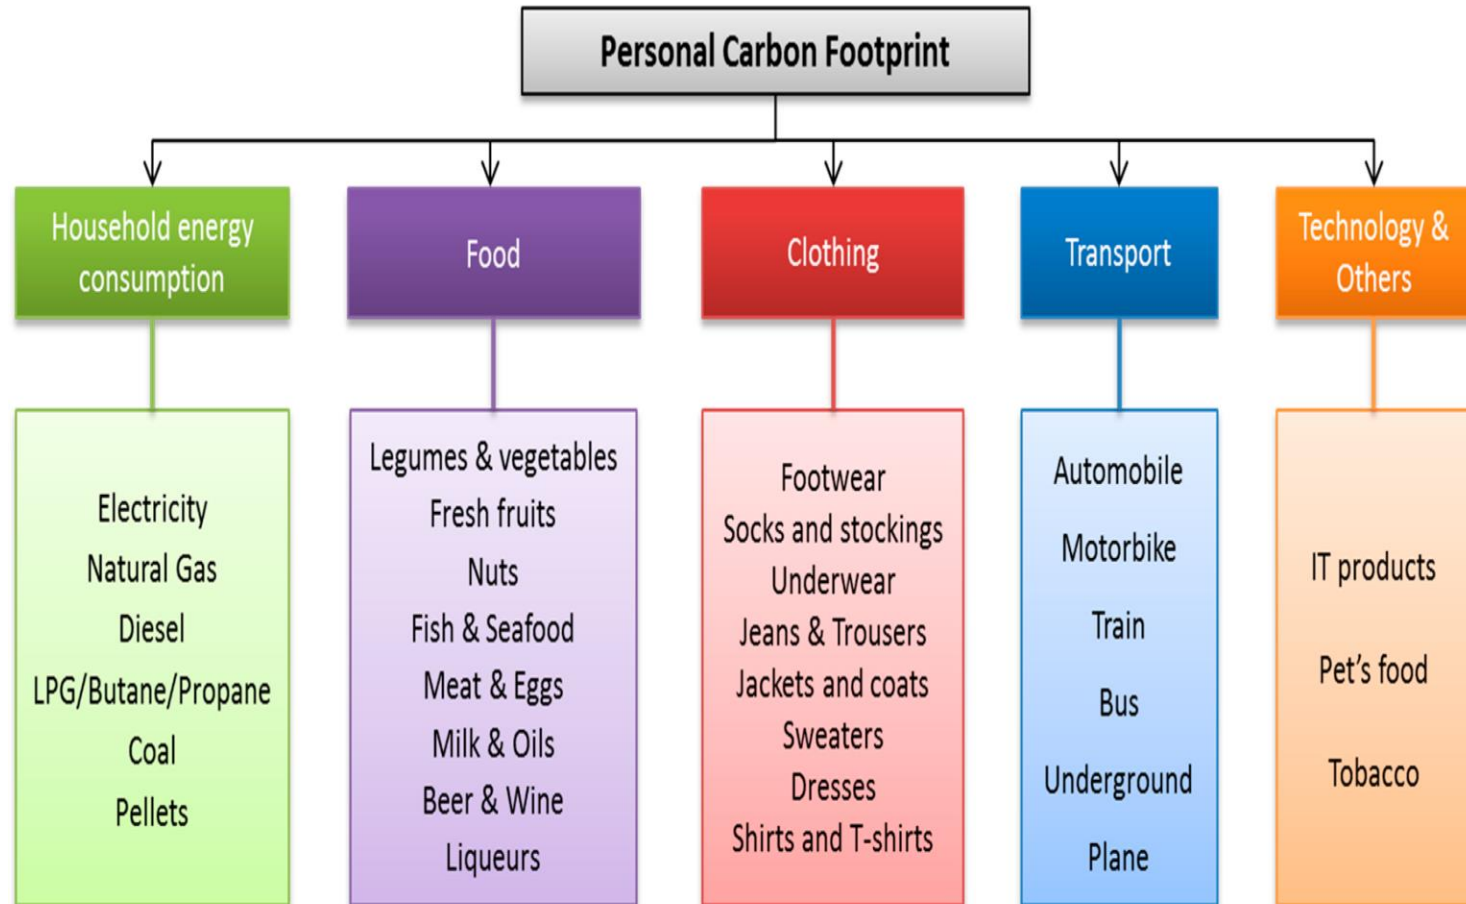 Personal Carbon Footprint
Household energy
consumption
Food
Clothing
Transport
Technology &
Others
Electricity
Natural Gas
Diesel
LPG/Butane/Propane
Coal
Pellets
Legumes & vegetables
Fresh fruits
Nuts
Fish & Seafood
Meat & Eggs
Milk & Oils
Beer & Wine
Liqueurs
Footwear
Socks and stockings
Underwear
Jeans & Trousers
Jackets and coats
Sweaters
Dresses
Shirts and T-shirts
Automobile
Motorbike
Train
Bus
Underground
Plane
IT products
Pet's food
Tobacco